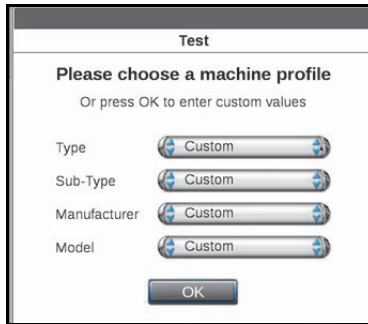 Test
Please choose a machine profile
Or press OK to enter custom values
Type Custom
Sub-Type Custom
Manufacturer Custom
Model Custom
OK